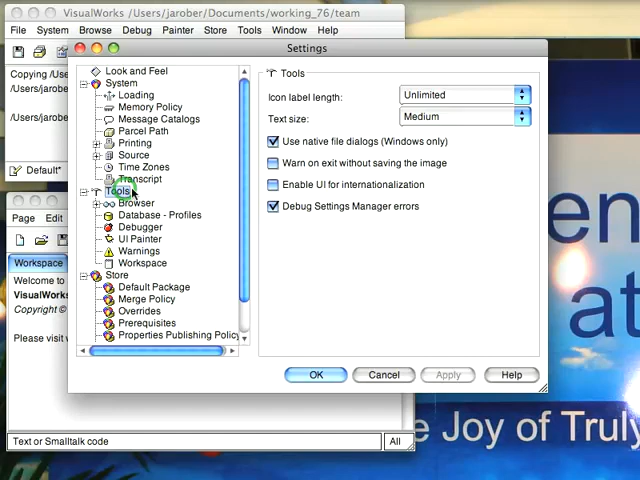 VisualWorks /Users/jarober/Documents/working_76/team
File System Browse Debug Painter Store Tools Window Help
Settings
Copying /Use
/Users/jarobe
/Users/jarobe
Default*
Page Edit
Workspace
Welcome to
VisualWorks
Copyright ©
Please visit
Text or Smalltalk code
All
Look and Feel
System
Loading
Memory Policy
Message Catalogs
Parcel Path
Printing
Source
Time Zones
Transcript
Tools
Browser
Database - Profiles
Debugger
UI Painter
Warnings
Workspace
Store
Default Package
Merge Policy
Overrides
Prerequisites
Properties Publishing Policy
Tools
Icon label length: Unlimited
Text size: Medium
Use native file dialogs (Windows only)
Warn on exit without saving the image
Enable UI for internationalization
Debug Settings Manager errors
OK Cancel Apply Help
en
at
e Joy of Truly